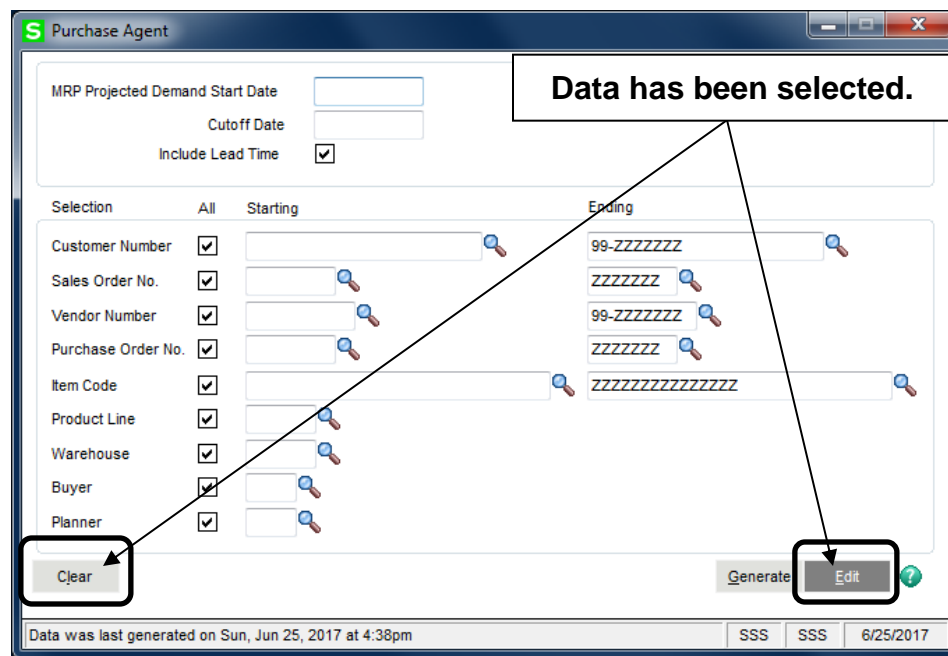 S Purchase Agent
Data has been selected.
MRP Projected Demand Start Date
Cutoff Date
Include Lead Time
Selection All Starting Ending
Customer Number 99-ZZZZZZZ
Sales Order No. ZZZZZZZ
Vendor Number 99-ZZZZZZZ
Purchase Order No. ZZZZZZZ
Item Code ZZZZZZZZZZZZZZZ
Product Line
Warehouse
Buyer
Planner
Clear Generate Edit ?
Data was last generated on Sun, Jun 25, 2017 at 4:38pm SSS SSS 6/25/2017